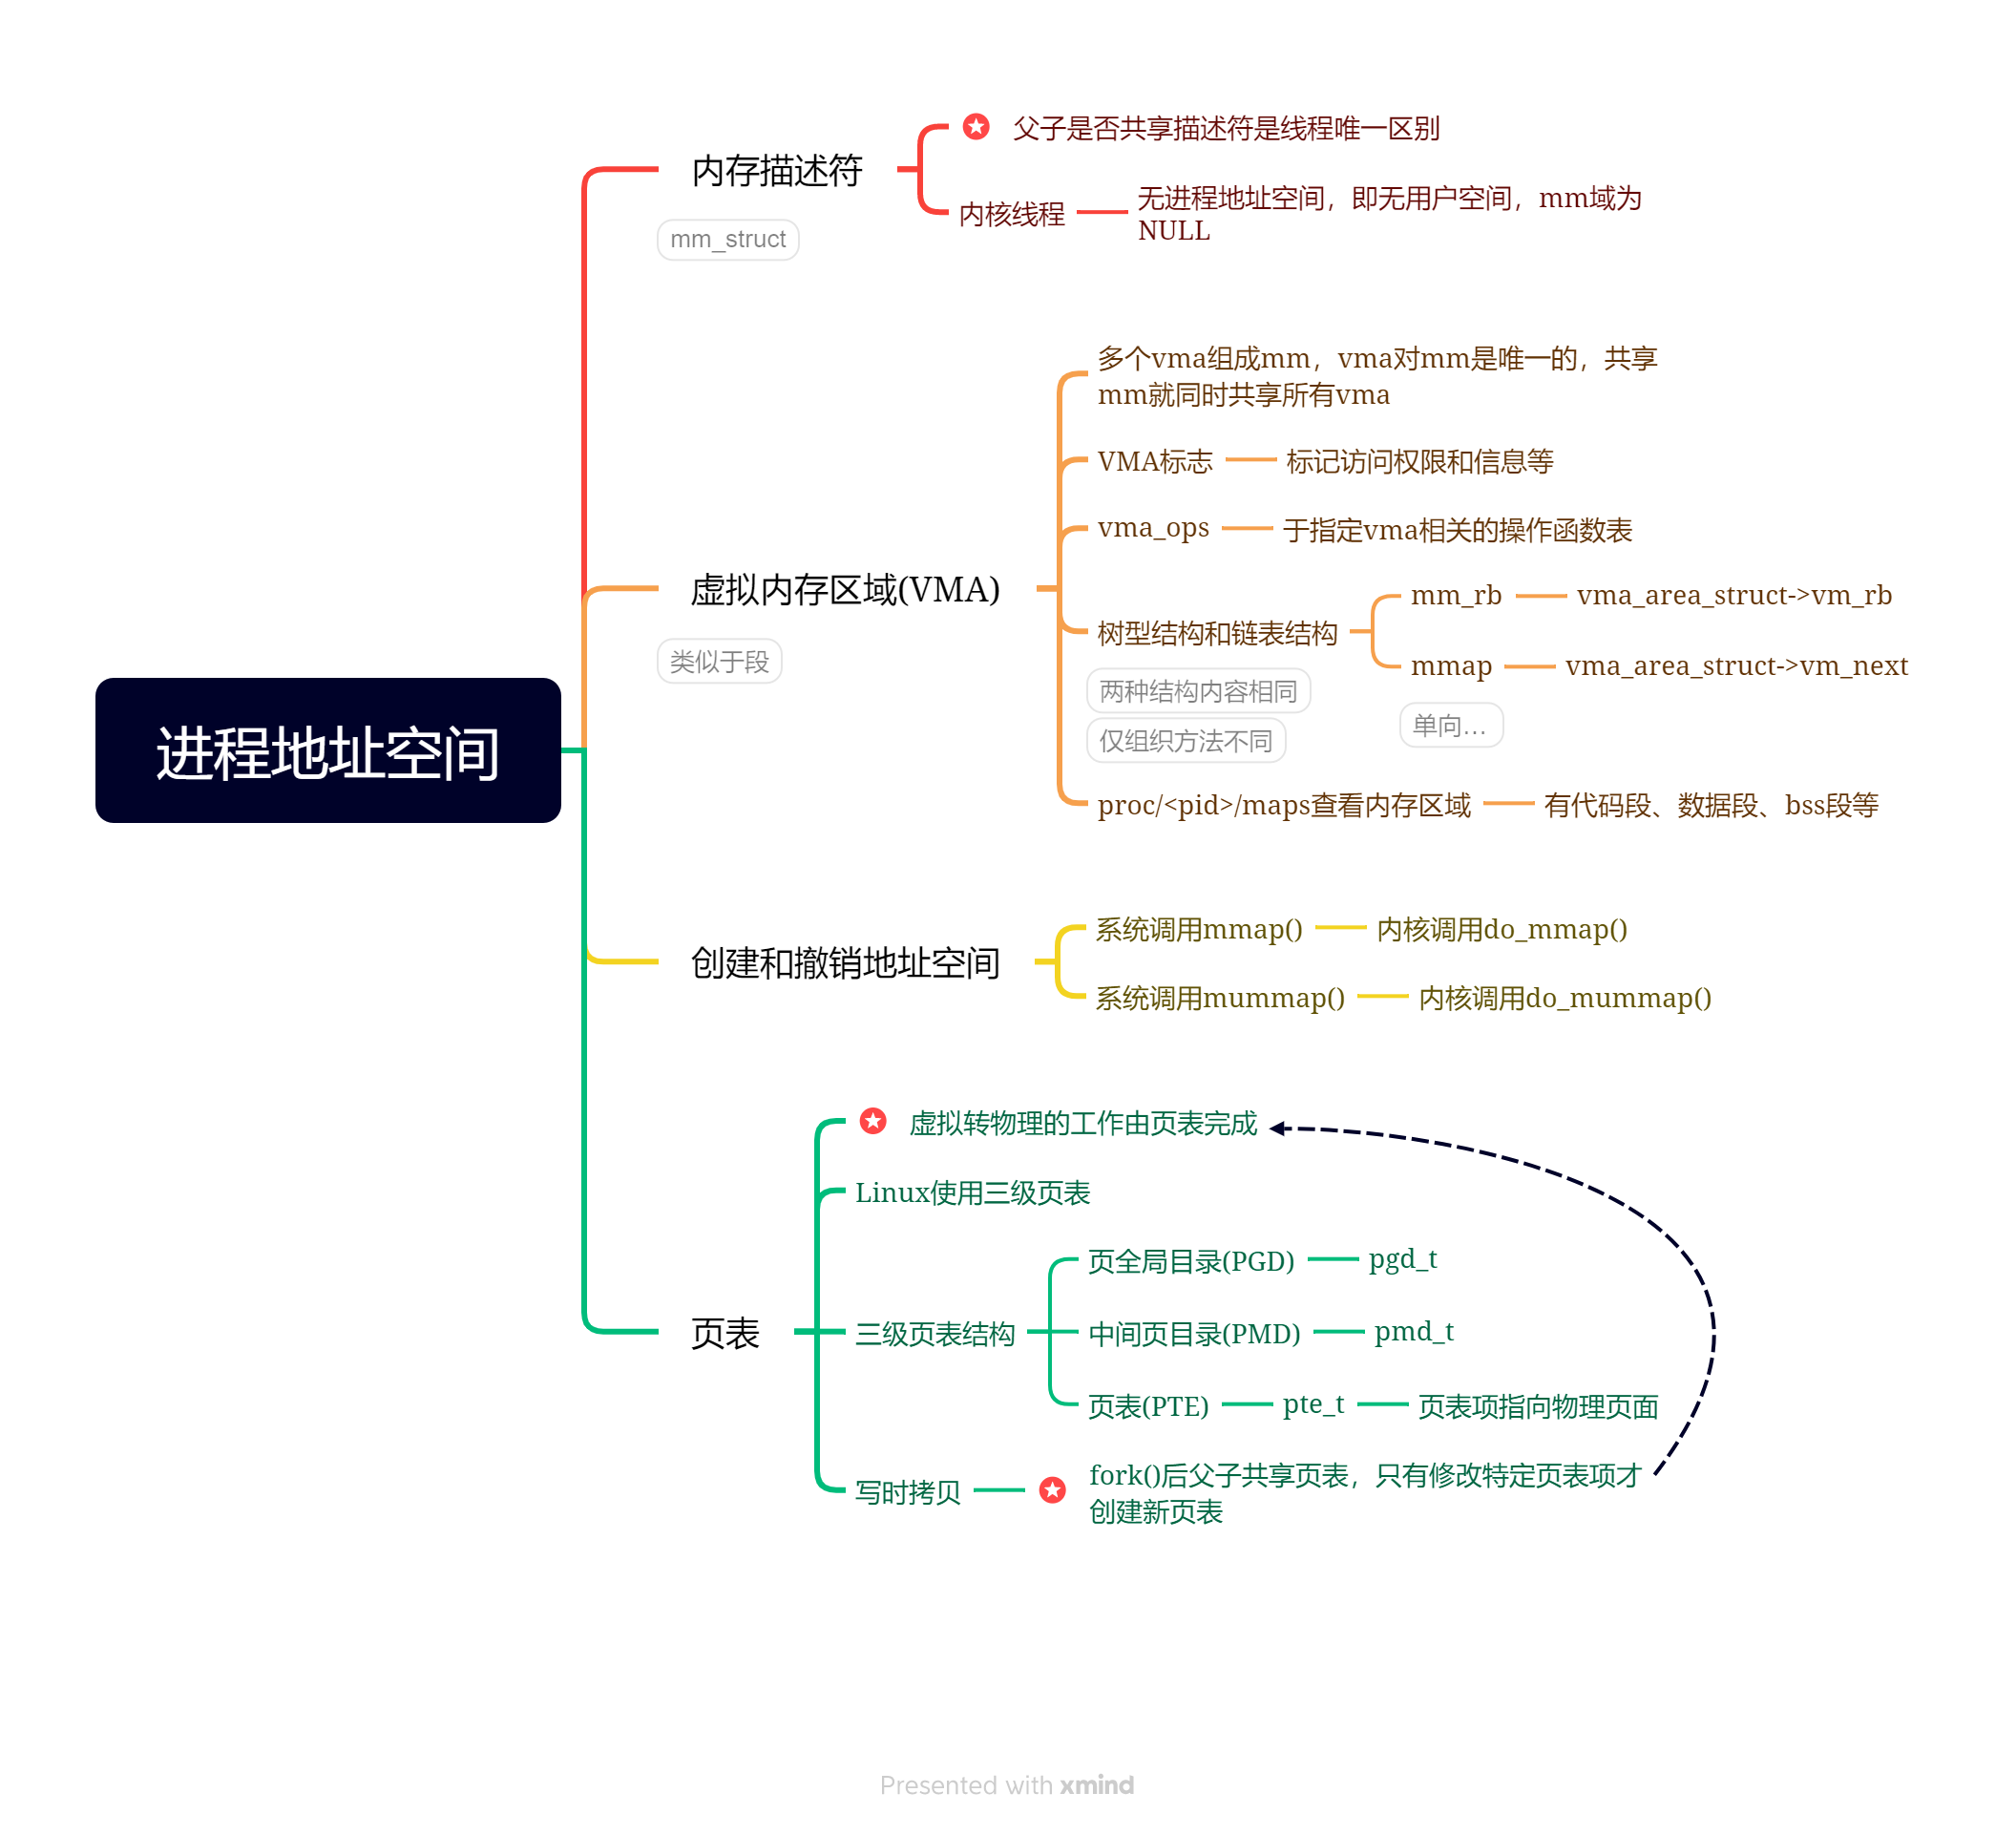 进程地址空间
内存描述符
mm_struct
父子是否共享描述符是线程唯一区别
内核线程
无进程地址空间，即无用户空间，mm域为
NULL
虚拟内存区域(VMA)
类似于段
多个vma组成mm，vma对mm是唯一的，共享
mm就同时共享所有vma
VMA标志
标记访问权限和信息等
vma_ops
于指定vma相关的操作函数表
树型结构和链表结构
两种结构内容相同
仅组织方法不同
mm_rb
vma_area_struct->vm_rb
mmap
vma_area_struct->vm_next
单向...
proc/<pid>/maps查看内存区域
有代码段、数据段、bss段等
创建和撤销地址空间
系统调用mmap()
内核调用do_mmap()
系统调用mummap()
内核调用do_mummap()
页表
虚拟转物理的工作由页表完成
Linux使用三级页表
三级页表结构
页全局目录(PGD)
pgd_t
中间页目录(PMD)
pmd_t
页表(PTE)
pte_t
页表项指向物理页面
写时拷贝
fork()后父子共享页表，只有修改特定页表项才
创建新页表
Presented with xmind